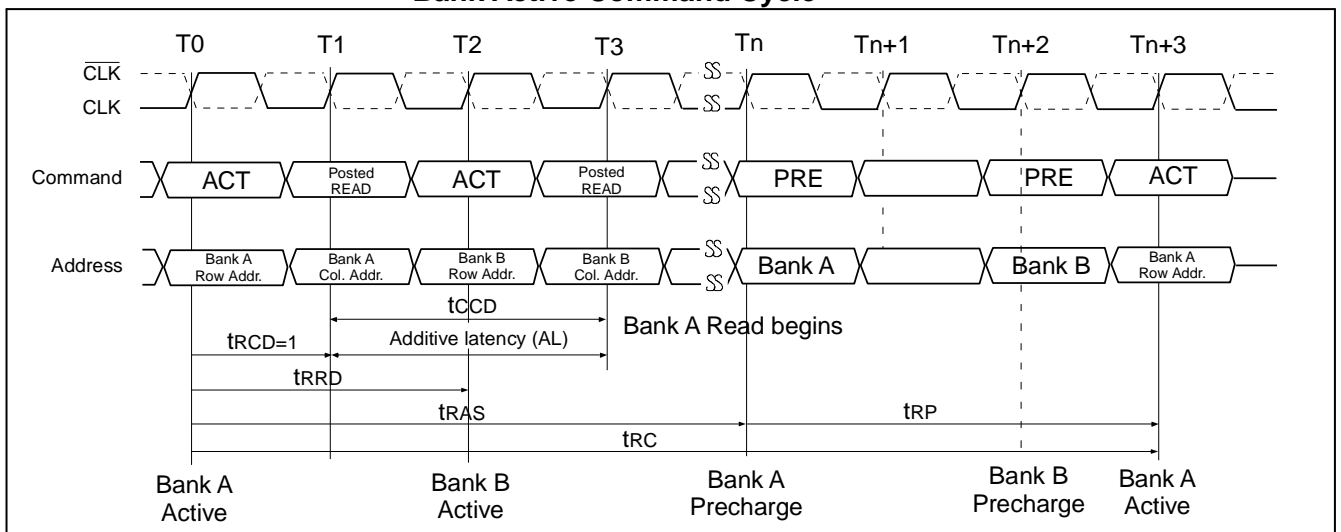 Bank Active Command Cycle
T0 T1 T2 T3 Tn Tn+1 Tn+2 Tn+3
CLK
CLK
Command ACT Posted READ ACT Posted READ PRE PRE ACT
Address Bank A Row Addr. Bank A Col. Addr. Bank B Row Addr. Bank B Col. Addr. Bank A Bank B Bank A Row Addr.
tCCD
Bank A Read begins
tRCD=1 Additive latency (AL)
tRRD
tRAS tRP
tRC
Bank A Active Bank B Active Bank A Precharge Bank B Precharge Bank A Active